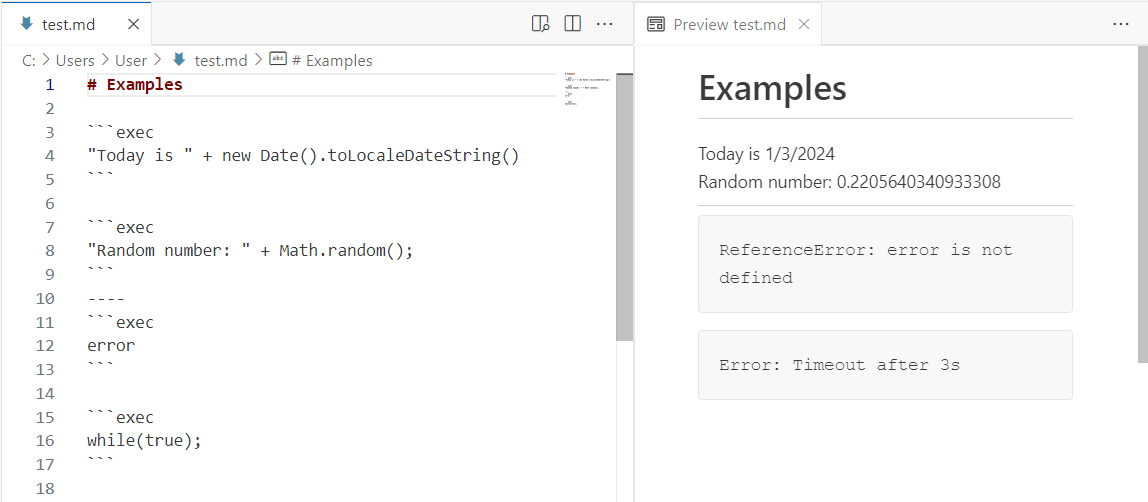 test.md
Preview test.md
C: > Users > User > test.md > abc # Examples
1 # Examples
2
3 ```exec
4 "Today is " + new Date().toLocaleDateString()
5 ```
6
7 ```exec
8 "Random number: " + Math.random();
9 ```
10 ----
11 ```exec
12 error
13 ```
14
15 ```exec
16 while(true);
17 ```
18
Examples
Today is 1/3/2024
Random number: 0.2205640340933308
ReferenceError: error is not
defined
Error: Timeout after 3s